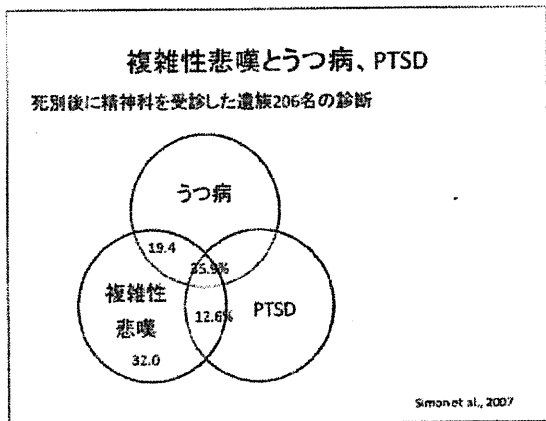 複雑性悲嘆とうつ病、PTSD
死別後に精神科を受診した遺族206名の診断
うつ病
19.4
35.9%
複雑性
悲嘆
12.6%
PTSD
32.0
Simon et al., 2007